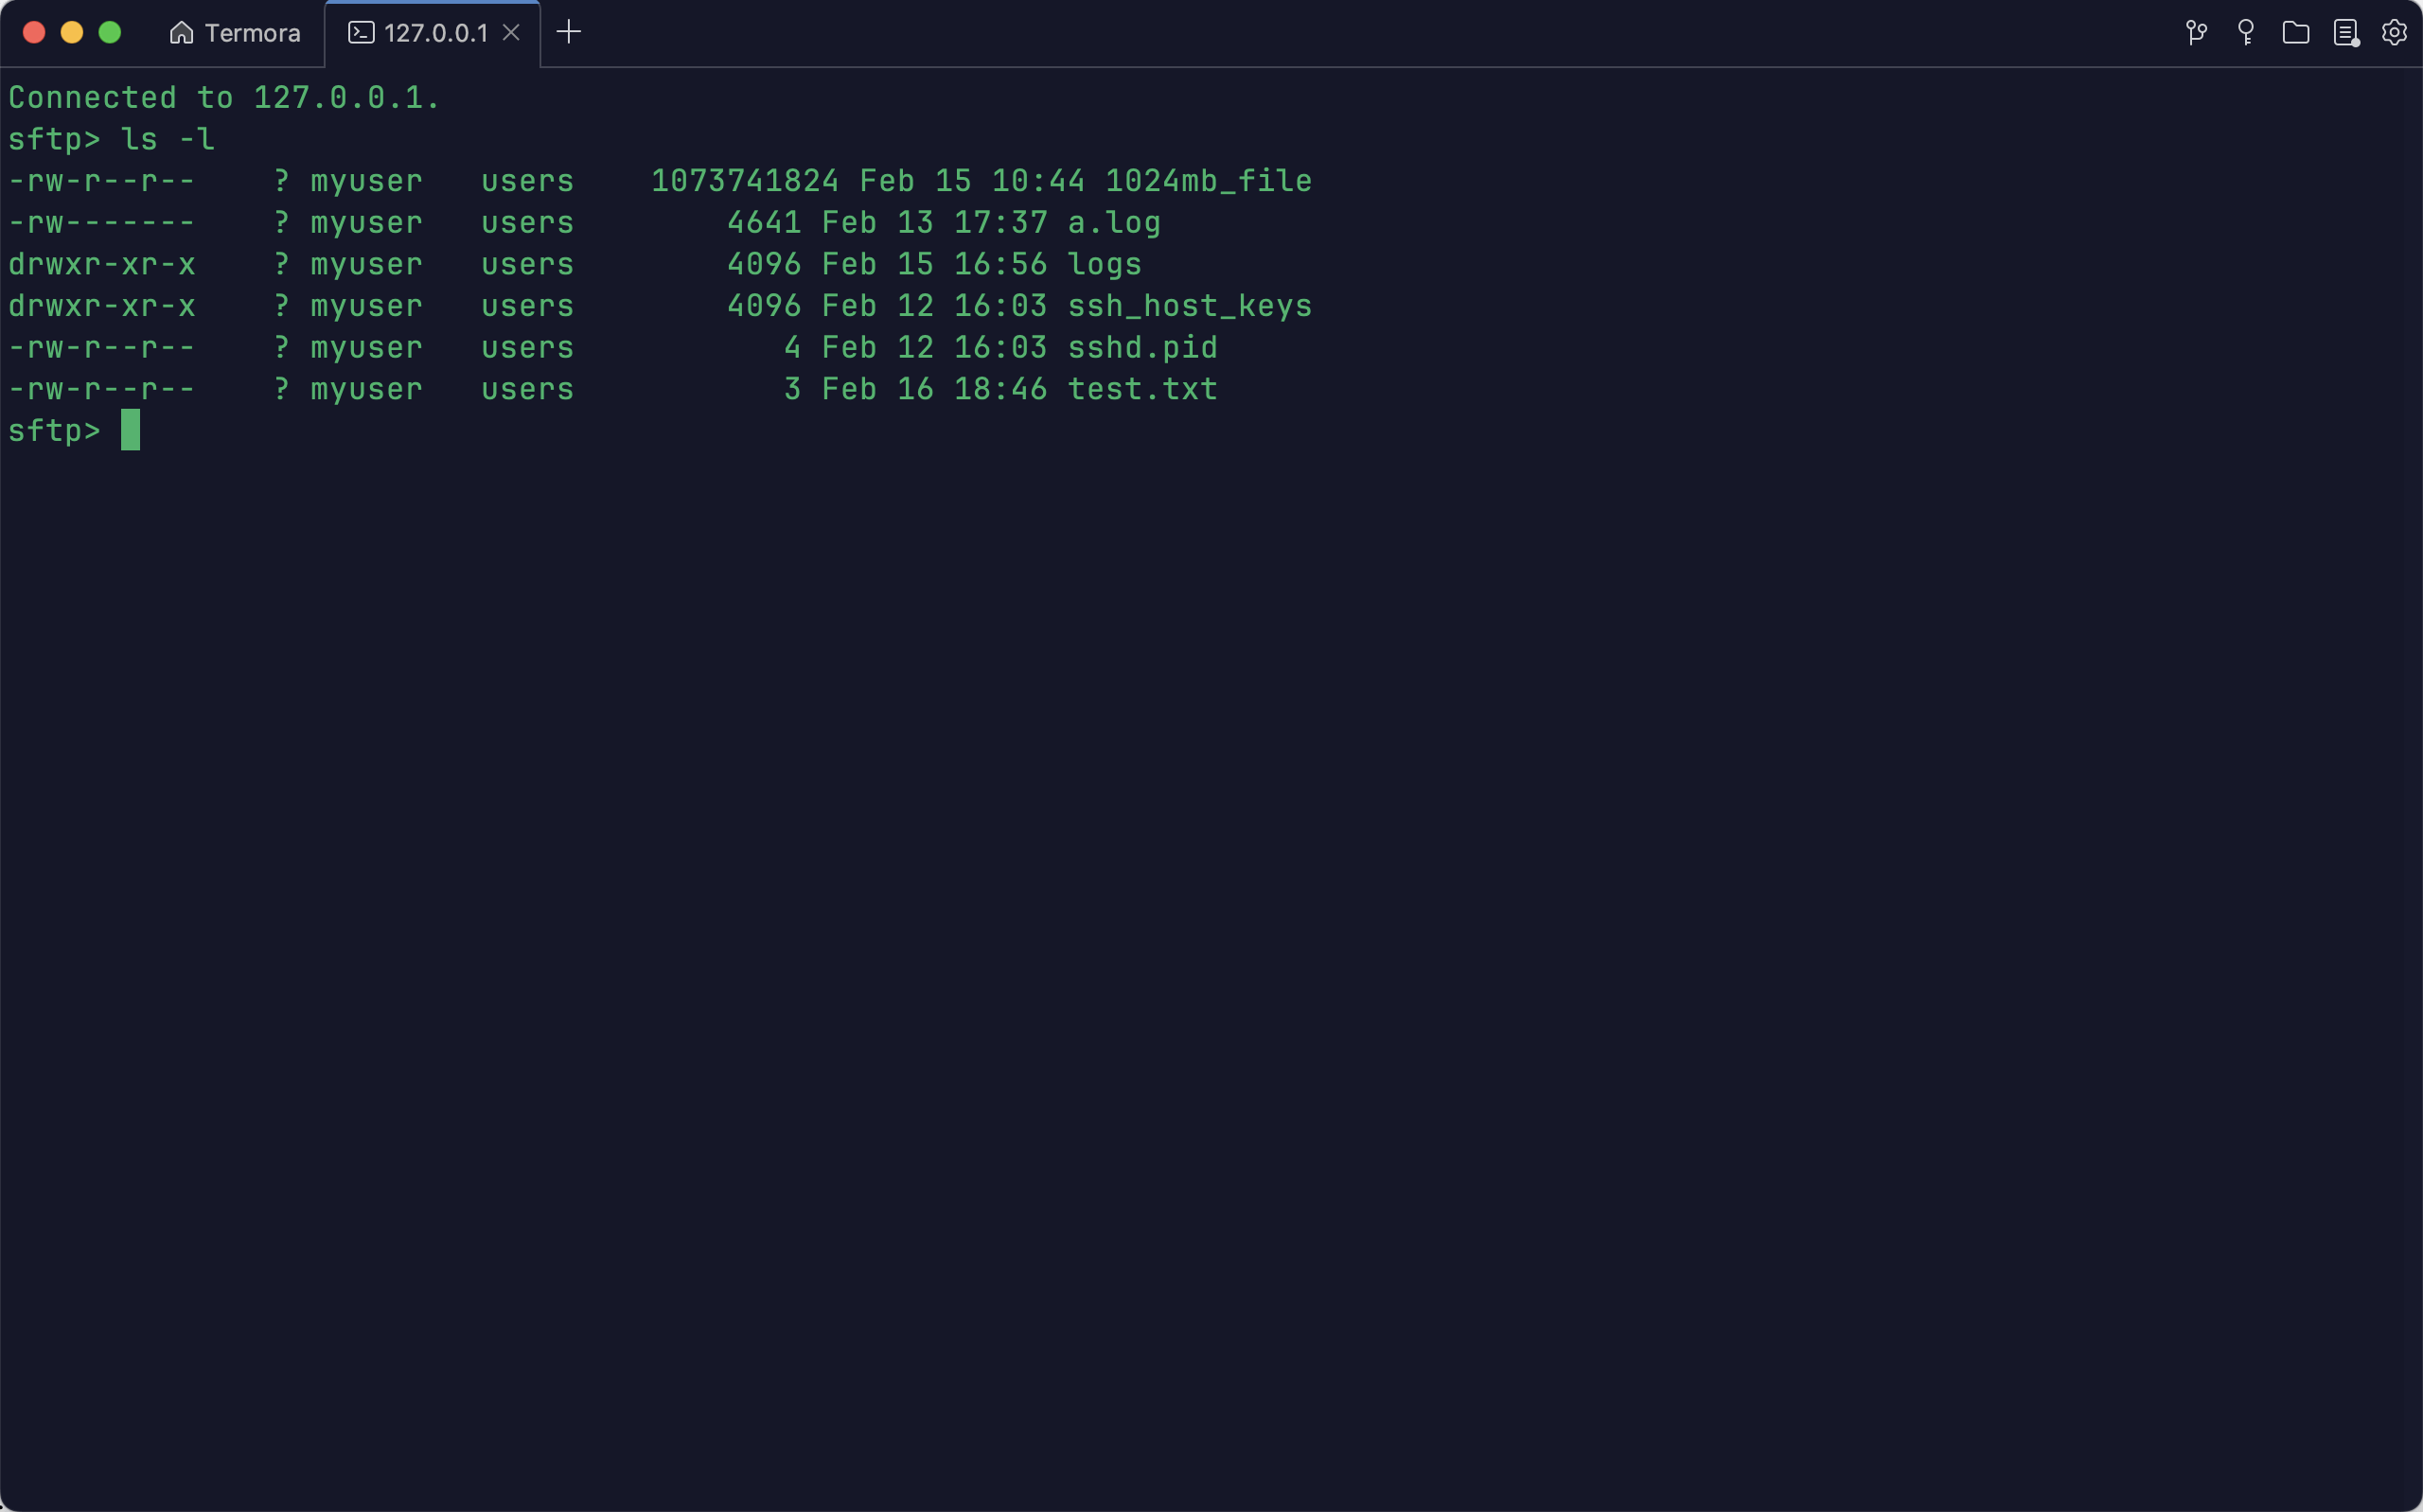 Termora 127.0.0.1
Connected to 127.0.0.1.
sftp> ls -l
-rw-r--r--    ? myuser   users    1073741824 Feb 15 10:44 1024mb_file
-rw-------    ? myuser   users        4641 Feb 13 17:37 a.log
drwxr-xr-x    ? myuser   users        4096 Feb 15 16:56 logs
drwxr-xr-x    ? myuser   users        4096 Feb 12 16:03 ssh_host_keys
-rw-r--r--    ? myuser   users           4 Feb 12 16:03 sshd.pid
-rw-r--r--    ? myuser   users           3 Feb 16 18:46 test.txt
sftp>